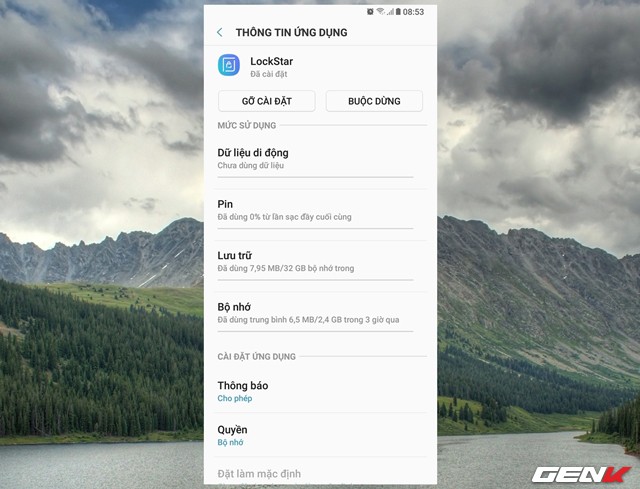 08:53
THÔNG TIN ỨNG DỤNG
LockStar
Đã cài đặt
GỠ CÀI ĐẶT
BUỘC DỪNG
MỨC SỬ DỤNG
Dữ liệu di động
Chưa dùng dữ liệu
Pin
Đã dùng 0% từ lần sạc đầy cuối cùng
Lưu trữ
Đã dùng 7,95 MB/32 GB bộ nhớ trong
Bộ nhớ
Đã dùng trung bình 6,5 MB/2,4 GB trong 3 giờ qua
CÀI ĐẶT ỨNG DỤNG
Thông báo
Cho phép
Quyền
Bộ nhớ
Đặt làm mặc định
GENK